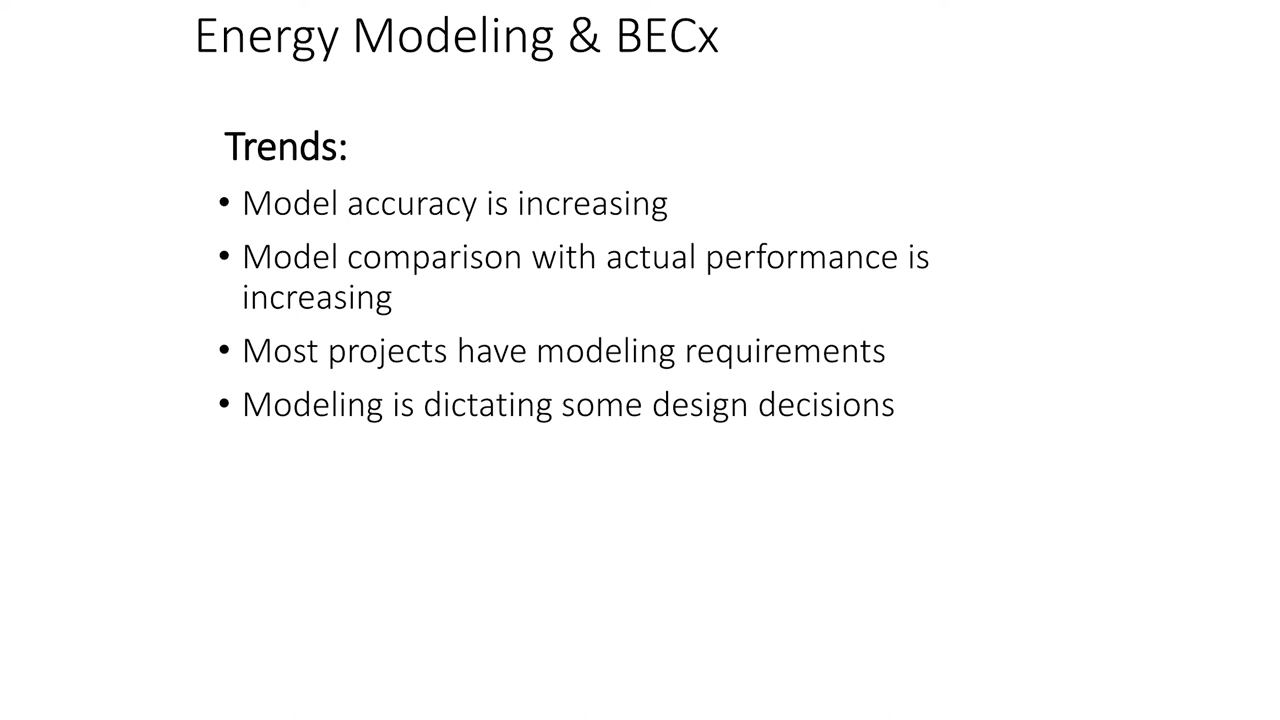 Energy Modeling & BECx
Trends:
• Model accuracy is increasing
• Model comparison with actual performance is
increasing
• Most projects have modeling requirements
• Modeling is dictating some design decisions